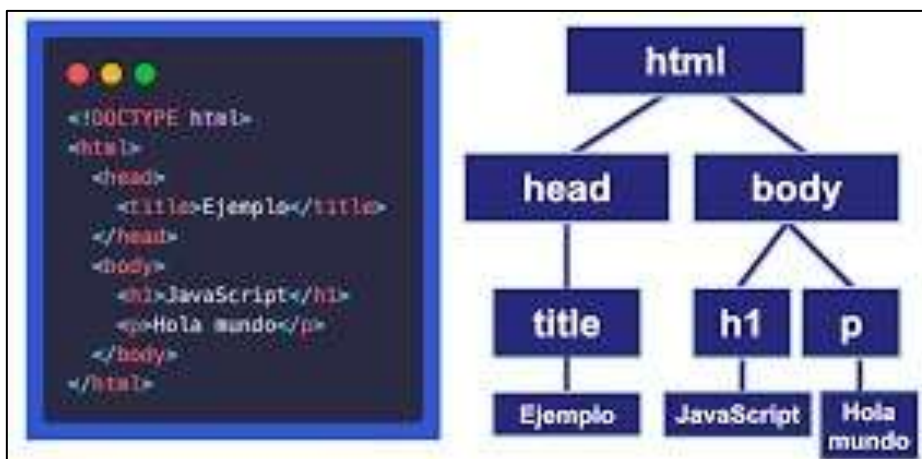 <!DOCTYPE html>
<html>
<head>
<title>Ejemplo</title>
</head>
<body>
<h1>JavaScript</h1>
<p>Hola mundo</p>
</body>
</html>
html
head body
title h1 p
Ejemplo JavaScript Hola
mundo